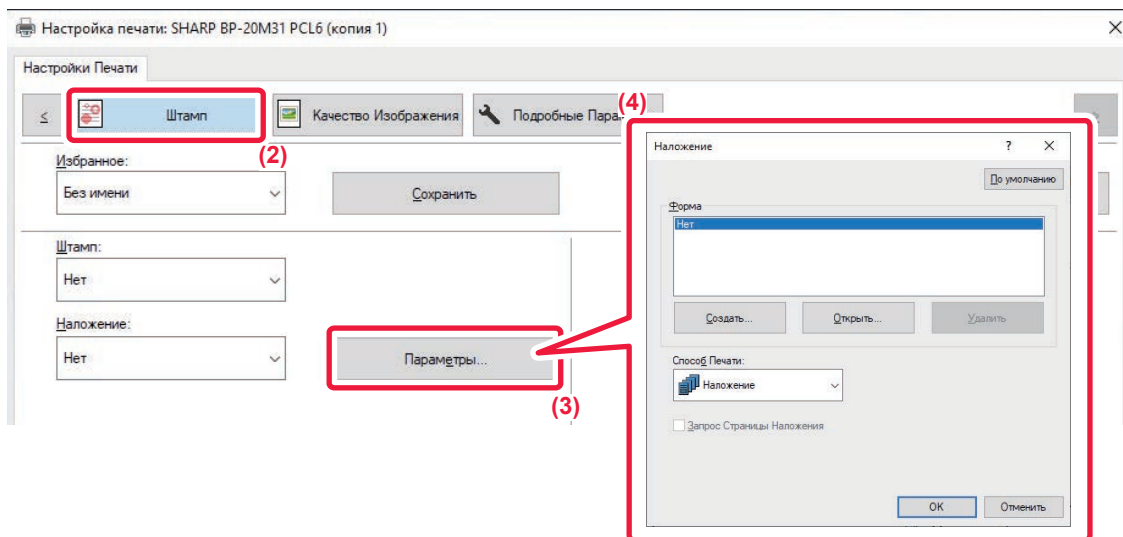 Настройка печати: SHARP BP-20M31 PCL6 (копия 1)
Настройки Печати
≤
Штамп
Качество Изображения
Подробные
(2)
(4)
Избранное:
Без имени
Сохранить
Штамп:
Нет
Наложение:
Нет
Параметры...
(3)
Наложение
?
По умолчанию
Форма
Нет
Создать...
Открыть...
Удалить
Способ Печати:
Наложение
Запрос Страницы Наложения
OK
Отменить